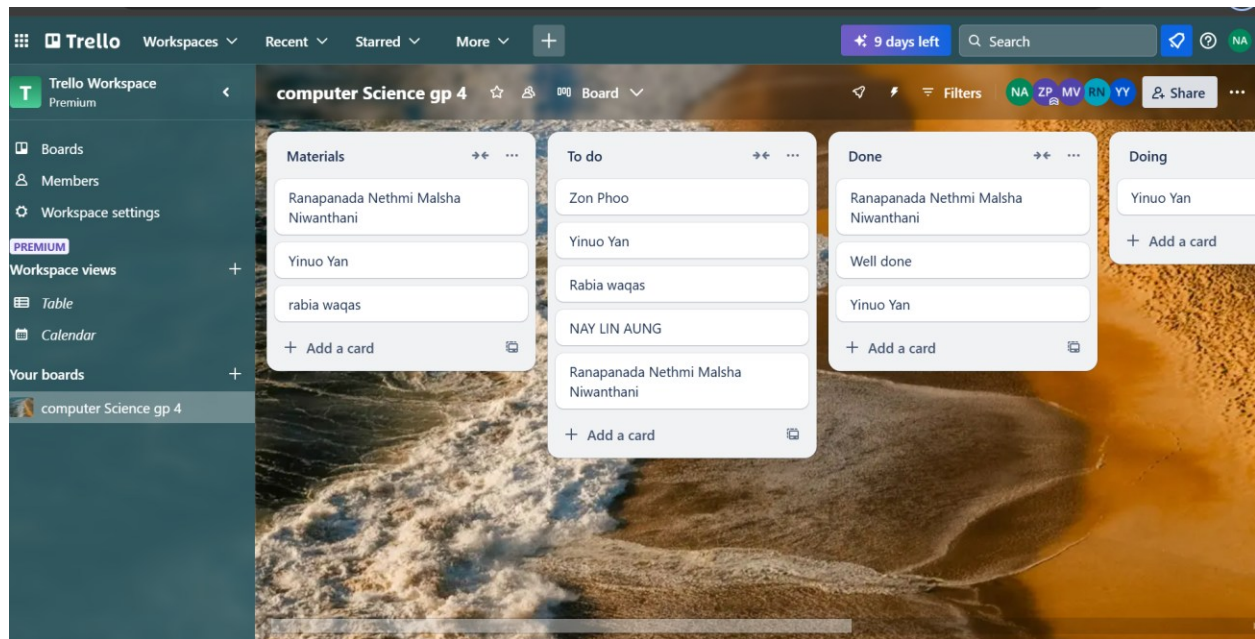 Trello Workspaces Recent Starred More + 9 days left Search NA
T Trello Workspace
Premium
computer Science gp 4 Board Filters NA ZP MV RN YY Share
Boards
Members
Workspace settings
PREMIUM
Workspace views +
Table
Calendar
Your boards +
computer Science gp 4
Materials
Ranapanada Nethmi Malsha
Niwanthani
Yinuo Yan
rabia waqas
+ Add a card
To do
Zon Phoo
Yinuo Yan
Rabia waqas
NAY LIN AUNG
Ranapanada Nethmi Malsha
Niwanthani
+ Add a card
Done
Ranapanada Nethmi Malsha
Niwanthani
Well done
Yinuo Yan
+ Add a card
Doing
Yinuo Yan
+ Add a card